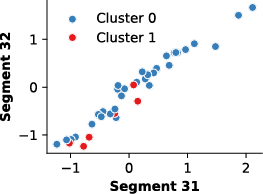 Cluster 0
Cluster 1
Segment 32
1
0
−1
−1
0
1
2
Segment 31